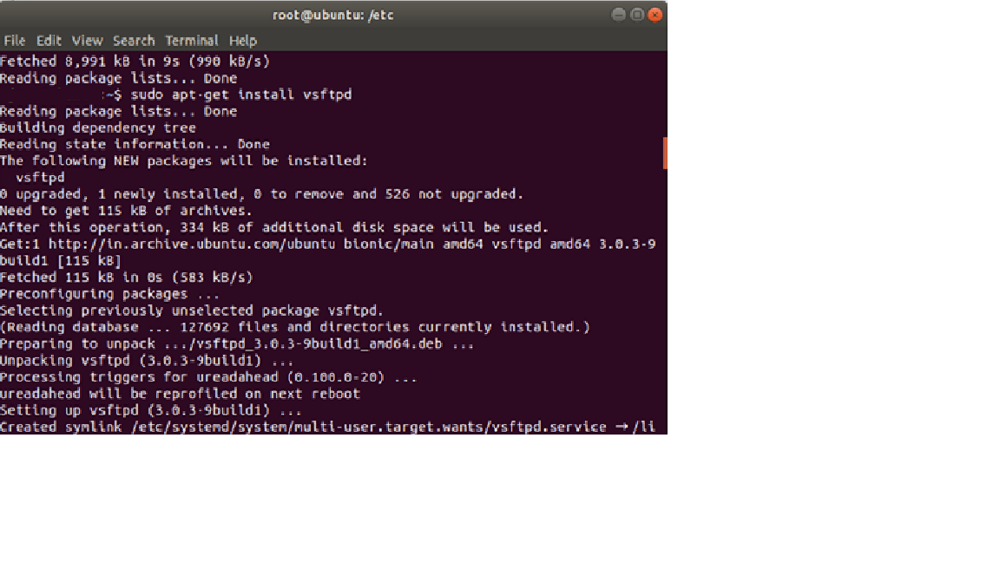 root@ubuntu: /etc
File Edit View Search Terminal Help
Fetched 8,991 kB in 9s (990 kB/s)
Reading package lists... Done
:~$ sudo apt-get install vsftpd
Reading package lists... Done
Building dependency tree
Reading state information... Done
The following NEW packages will be installed:
  vsftpd
0 upgraded, 1 newly installed, 0 to remove and 526 not upgraded.
Need to get 115 kB of archives.
After this operation, 334 kB of additional disk space will be used.
Get:1 http://in.archive.ubuntu.com/ubuntu bionic/main amd64 vsftpd amd64 3.0.3-9
build1 [115 kB]
Fetched 115 kB in 0s (583 kB/s)
Preconfiguring packages ...
Selecting previously unselected package vsftpd.
(Reading database ... 127692 files and directories currently installed.)
Preparing to unpack .../vsftpd_3.0.3-9build1_amd64.deb ...
Unpacking vsftpd (3.0.3-9build1) ...
Processing triggers for ureadahead (0.100.0-20) ...
ureadahead will be reprofiled on next reboot
Setting up vsftpd (3.0.3-9build1) ...
Created symlink /etc/systemd/system/multi-user.target.wants/vsftpd.service → /li